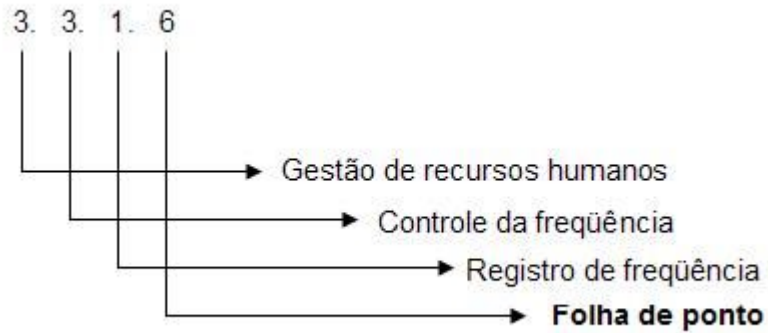 3. 3. 1. 6
Gestão de recursos humanos
Controle da freqüência
Registro de freqüência
Folha de ponto